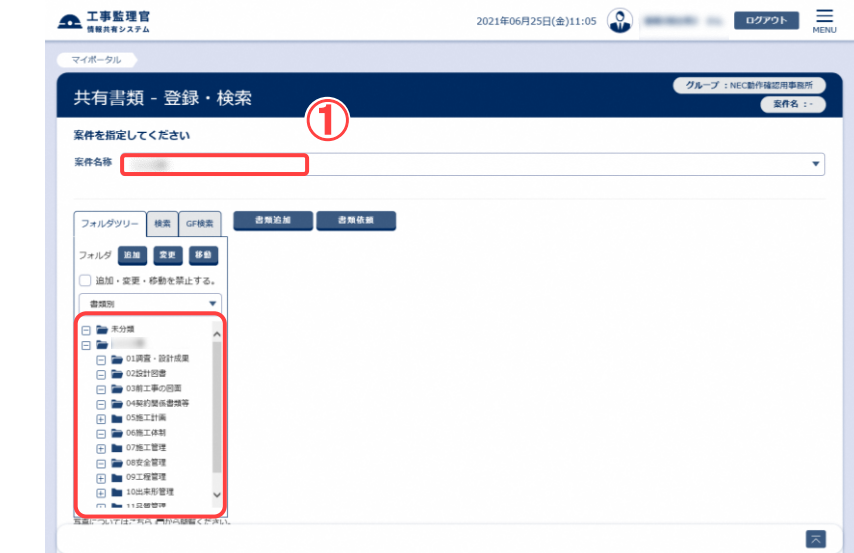 工事監理官
情報共有システム
2021年06月25日(金)11:05
ログアウト
MENU
マイポータル
共有書類 - 登録・検索
グループ ：NEC動作確認用事務所
案件名 ：-
①
案件を指定してください
案件名称
フォルダツリー 検索 GF検索 書類追加 書類依頼
フォルダ 追加 変更 移動
追加・変更・移動を禁止する。
書類別
未分類
01調査・設計成果
02設計図書
03前工事の図面
04契約関係書類等
05施工計画
06施工体制
07施工管理
08安全管理
09工程管理
10出来形管理
11品質管理